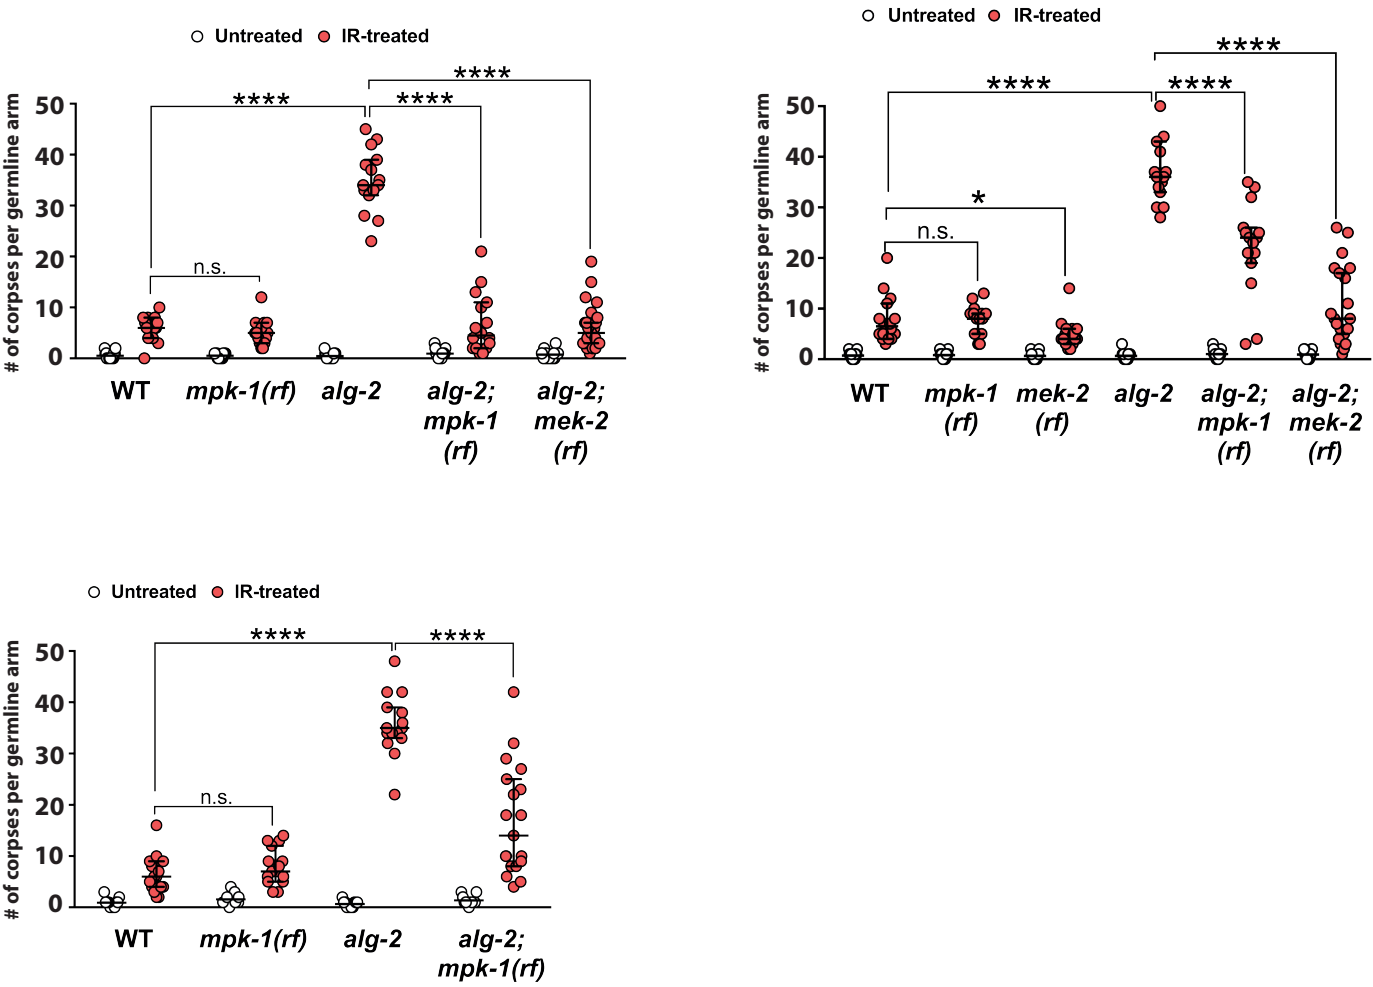 Untreated IR-treated
# of corpses per germline arm
50
40
30
20
10
0
****
****
****
n.s.
WT mpk-1(rf) alg-2 alg-2; alg-2;
mpk-1 mek-2
(rf) (rf)
Untreated IR-treated
# of corpses per germline arm
50
40
30
20
10
0
****
****
****
*
n.s.
WT mpk-1 mek-2 alg-2 alg-2; alg-2;
(rf) (rf) mpk-1 mek-2
(rf) (rf)
Untreated IR-treated
# of corpses per germline arm
50
40
30
20
10
0
**** ****
n.s.
WT mpk-1(rf) alg-2 alg-2;
mpk-1(rf)